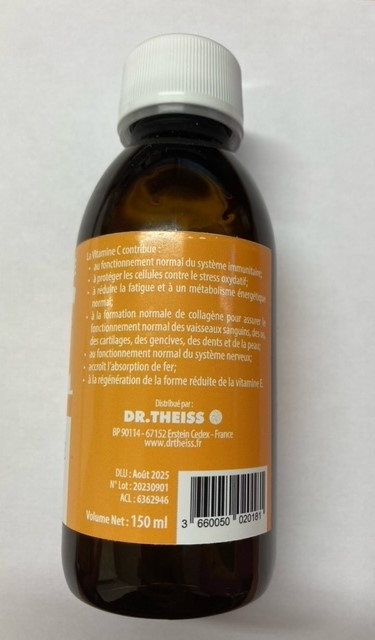 La Vitamine C contribue :
- au fonctionnement normal du système immunitaire;
- à protéger les cellules contre le stress oxydatif;
- à réduire la fatigue et à un métabolisme énergétique
normal;
- à la formation normale de collagène pour assurer le
fonctionnement normal des vaisseaux sanguins, des os,
des cartilages, des gencives, des dents et de la peau;
- au fonctionnement normal du système nerveux;
- accroît l'absorption de fer;
- à la régénération de la forme réduite de la vitamine E.
Distribué par :
DR.THEISS
BP 90114 - 67152 Erstein Cedex - France
www.drtheiss.fr
DLU : Août 2025
N° Lot : 20230901
ACL : 6362946
Volume Net : 150 ml
3 660050 020181